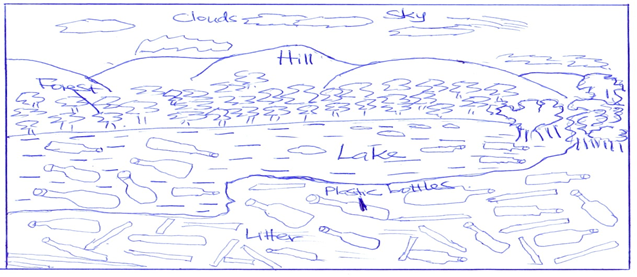 Clouds Sky
Hill
Forest
Lake
Plastic bottles
Litter